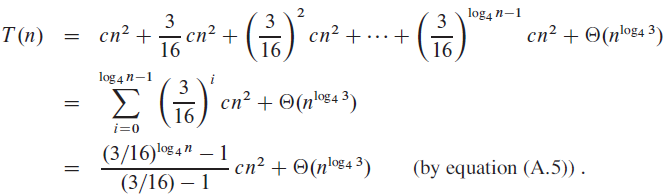 T(n) = cn² + 3/16 cn² + (3/16)² cn² + ··· + (3/16)^(log₄ n−1) cn² + Θ(n^(log₄ 3))
= ∑_(i=0)^(log₄ n−1) (3/16)^i cn² + Θ(n^(log₄ 3))
= ((3/16)^(log₄ n) − 1)/((3/16) − 1) cn² + Θ(n^(log₄ 3)) (by equation (A.5)) .